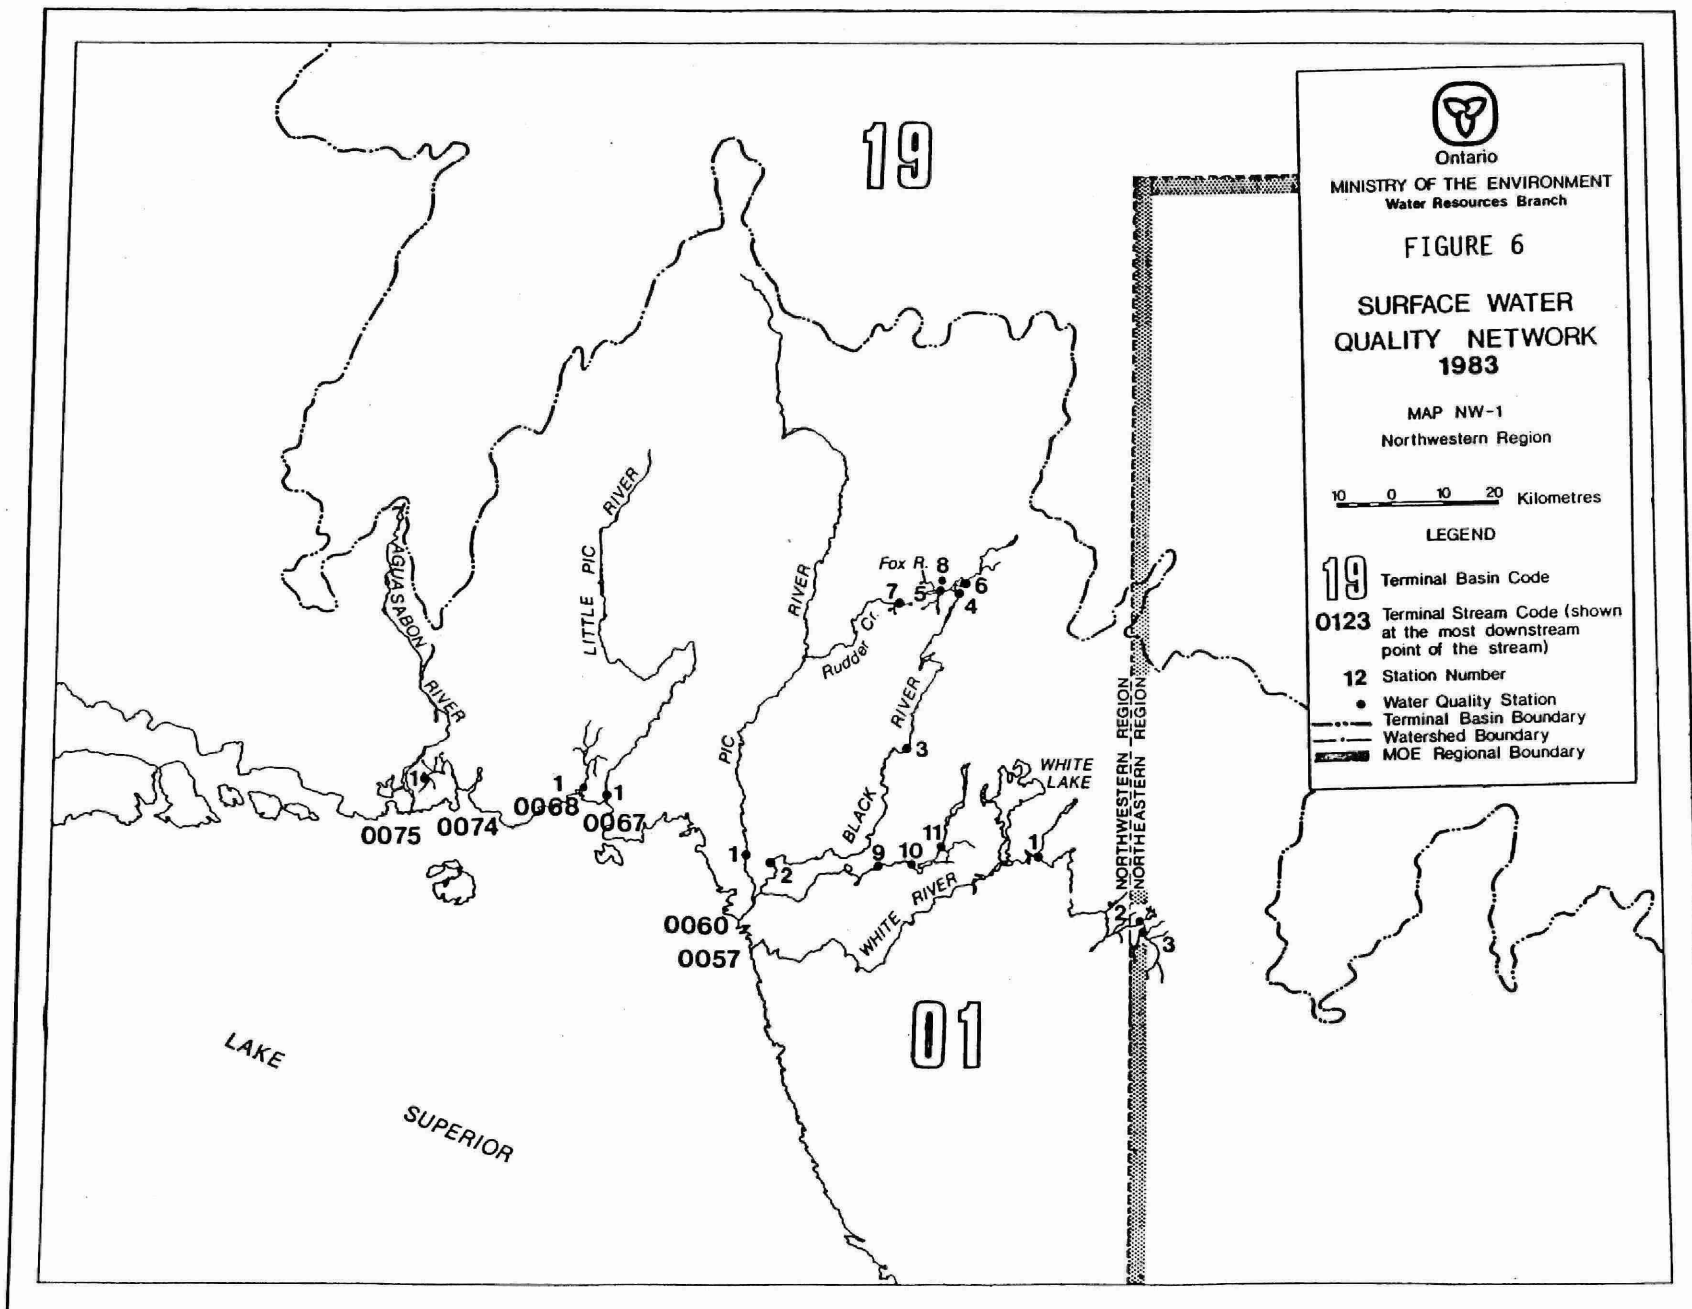 19
Ontario
MINISTRY OF THE ENVIRONMENT
Water Resources Branch
FIGURE 6
SURFACE WATER
QUALITY NETWORK
1983
MAP NW-1
Northwestern Region
10 0 10 20 Kilometres
LEGEND
19 Terminal Basin Code
0123 Terminal Stream Code (shown
at the most downstream
point of the stream)
12 Station Number
Water Quality Station
Terminal Basin Boundary
Watershed Boundary
MOE Regional Boundary
AGUASABON
RIVER
LITTLE PIC
RIVER
PIC
RIVER
Fox R.
8
7
5
6
4
Rudder Cr.
BLACK
RIVER
3
WHITE
LAKE
NORTHWESTERN REGION
NORTHEASTERN REGION
1
0075
0074
1
0068
1
0067
1
2
9
10
11
1
WHITE
RIVER
2
4
3
0060
0057
01
LAKE
SUPERIOR